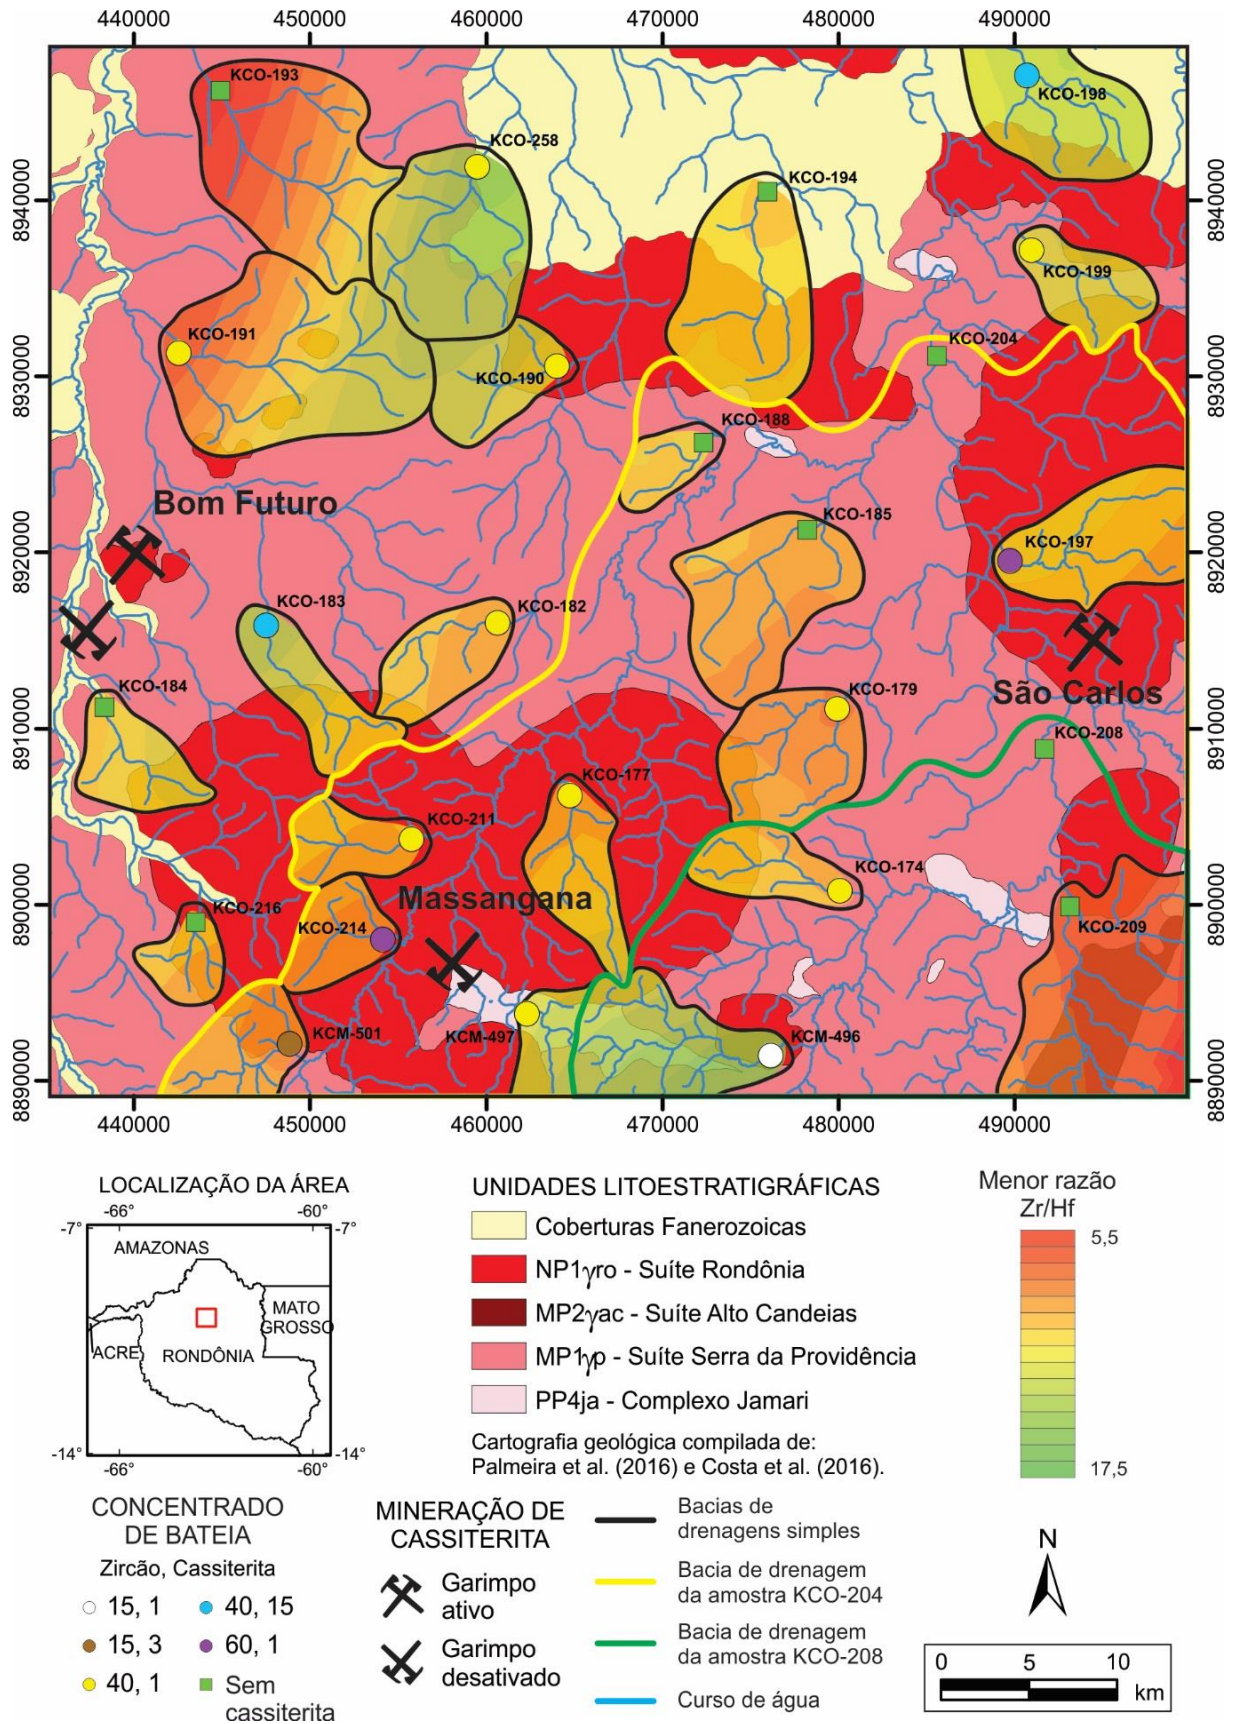 440000 450000 460000 470000 480000 490000
8940000
8930000
8920000
8910000
8900000
8890000
8940000
8930000
8920000
8910000
8900000
8890000
KCO-193
KCO-198
KCO-258
KCO-194
KCO-199
KCO-191
KCO-204
KCO-190
KCO-188
Bom Futuro
KCO-185
KCO-197
KCO-183
KCO-182
KCO-184
KCO-179
São Carlos
KCO-208
KCO-177
KCO-211
KCO-174
Massangana
KCO-216
KCO-214
KCO-209
KCM-501
KCM-497
KCM-496
440000 450000 460000 470000 480000 490000
LOCALIZAÇÃO DA ÁREA
-66° -60°
-7° -7°
AMAZONAS
MATO
GROSSO
ACRE
RONDÔNIA
-14° -14°
-66° -60°
UNIDADES LITOESTRATIGRÁFICAS
Coberturas Fanerozoicas
NP1γro - Suíte Rondônia
MP2γac - Suíte Alto Candeias
MP1γp - Suíte Serra da Providência
PP4ja - Complexo Jamari
Cartografia geológica compilada de:
Palmeira et al. (2016) e Costa et al. (2016).
Menor razão
Zr/Hf
5,5
17,5
CONCENTRADO
DE BATEIA
Zircão, Cassiterita
15, 1
40, 15
15, 3
60, 1
40, 1
Sem
cassiterita
MINERAÇÃO DE
CASSITERITA
Garimpo
ativo
Garimpo
desativado
Bacias de
drenagens simples
Bacia de drenagem
da amostra KCO-204
Bacia de drenagem
da amostra KCO-208
Curso de água
N
0 5 10
km